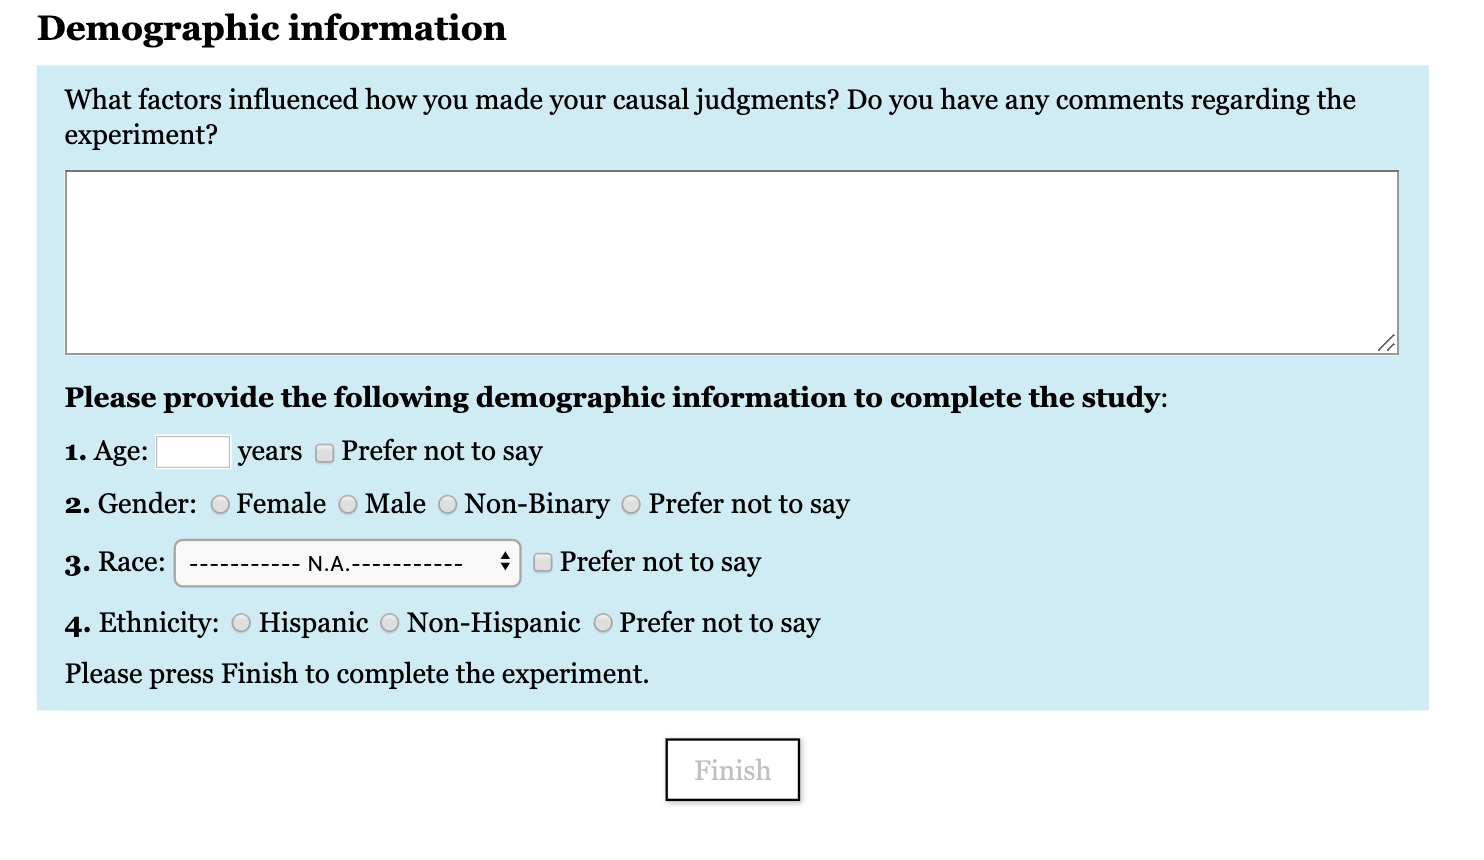 Demographic information
What factors influenced how you made your causal judgments? Do you have any comments regarding the
experiment?
Please provide the following demographic information to complete the study:
1. Age: years Prefer not to say
2. Gender: Female Male Non-Binary Prefer not to say
3. Race: ----------- N.A.----------- Prefer not to say
4. Ethnicity: Hispanic Non-Hispanic Prefer not to say
Please press Finish to complete the experiment.
Finish